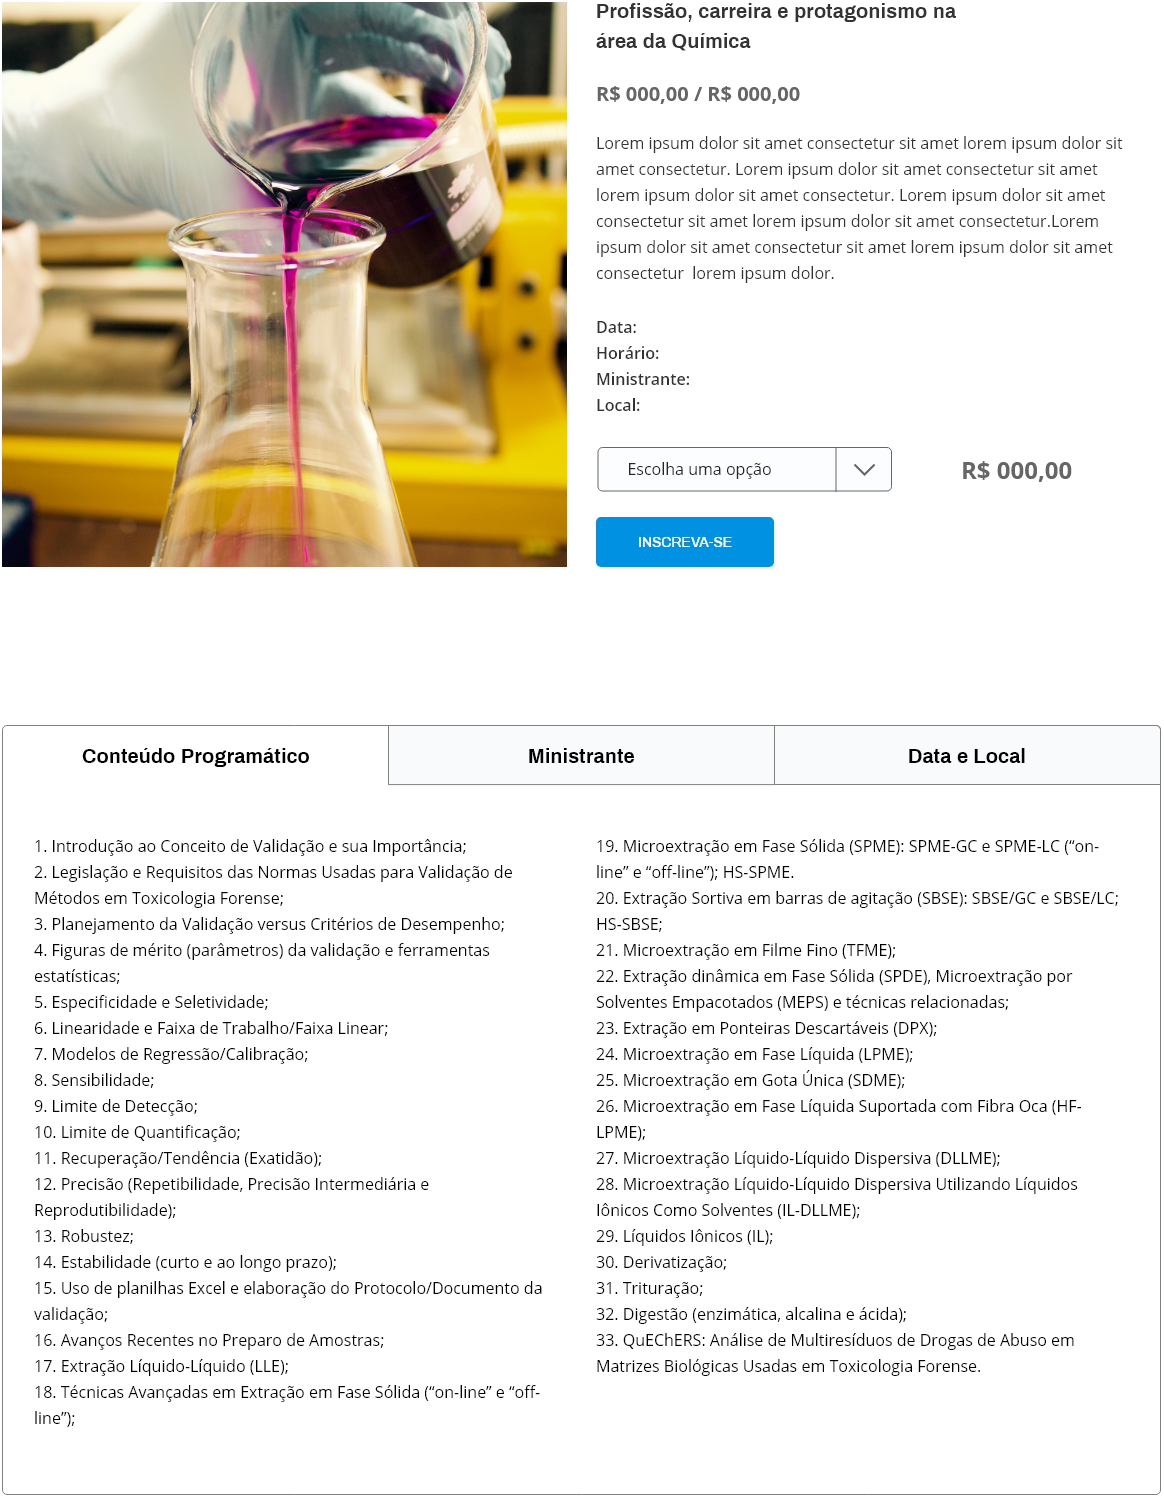 Profissão, carreira e protagonismo na
área da Química
R$ 000,00 / R$ 000,00
Lorem ipsum dolor sit amet consectetur sit amet lorem ipsum dolor sit
amet consectetur. Lorem ipsum dolor sit amet consectetur sit amet
lorem ipsum dolor sit amet consectetur. Lorem ipsum dolor sit amet
consectetur sit amet lorem ipsum dolor sit amet consectetur.Lorem
ipsum dolor sit amet consectetur sit amet lorem ipsum dolor sit amet
consectetur  lorem ipsum dolor.
Data:
Horário:
Ministrante:
Local:
Escolha uma opção
R$ 000,00
INSCREVA-SE
Conteúdo Programático
Ministrante
Data e Local
1. Introdução ao Conceito de Validação e sua Importância;
2. Legislação e Requisitos das Normas Usadas para Validação de
Métodos em Toxicologia Forense;
3. Planejamento da Validação versus Critérios de Desempenho;
4. Figuras de mérito (parâmetros) da validação e ferramentas
estatísticas;
5. Especificidade e Seletividade;
6. Linearidade e Faixa de Trabalho/Faixa Linear;
7. Modelos de Regressão/Calibração;
8. Sensibilidade;
9. Limite de Detecção;
10. Limite de Quantificação;
11. Recuperação/Tendência (Exatidão);
12. Precisão (Repetibilidade, Precisão Intermediária e
Reprodutibilidade);
13. Robustez;
14. Estabilidade (curto e ao longo prazo);
15. Uso de planilhas Excel e elaboração do Protocolo/Documento da
validação;
16. Avanços Recentes no Preparo de Amostras;
17. Extração Líquido-Líquido (LLE);
18. Técnicas Avançadas em Extração em Fase Sólida (“on-line” e “off-
line”);
19. Microextração em Fase Sólida (SPME): SPME-GC e SPME-LC (“on-
line” e “off-line”); HS-SPME.
20. Extração Sortiva em barras de agitação (SBSE): SBSE/GC e SBSE/LC;
HS-SBSE;
21. Microextração em Filme Fino (TFME);
22. Extração dinâmica em Fase Sólida (SPDE), Microextração por
Solventes Empacotados (MEPS) e técnicas relacionadas;
23. Extração em Ponteiras Descartáveis (DPX);
24. Microextração em Fase Líquida (LPME);
25. Microextração em Gota Única (SDME);
26. Microextração em Fase Líquida Suportada com Fibra Oca (HF-
LPME);
27. Microextração Líquido-Líquido Dispersiva (DLLME);
28. Microextração Líquido-Líquido Dispersiva Utilizando Líquidos
Iônicos Como Solventes (IL-DLLME);
29. Líquidos Iônicos (IL);
30. Derivatização;
31. Trituração;
32. Digestão (enzimática, alcalina e ácida);
33. QuEChERS: Análise de Multiresíduos de Drogas de Abuso em
Matrizes Biológicas Usadas em Toxicologia Forense.